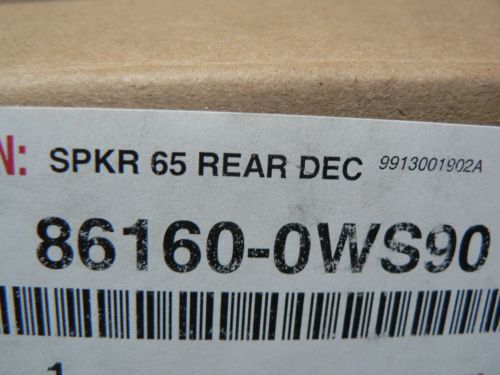 N: SPKR 65 REAR DEC 9913001902A
86160-0WS90
1